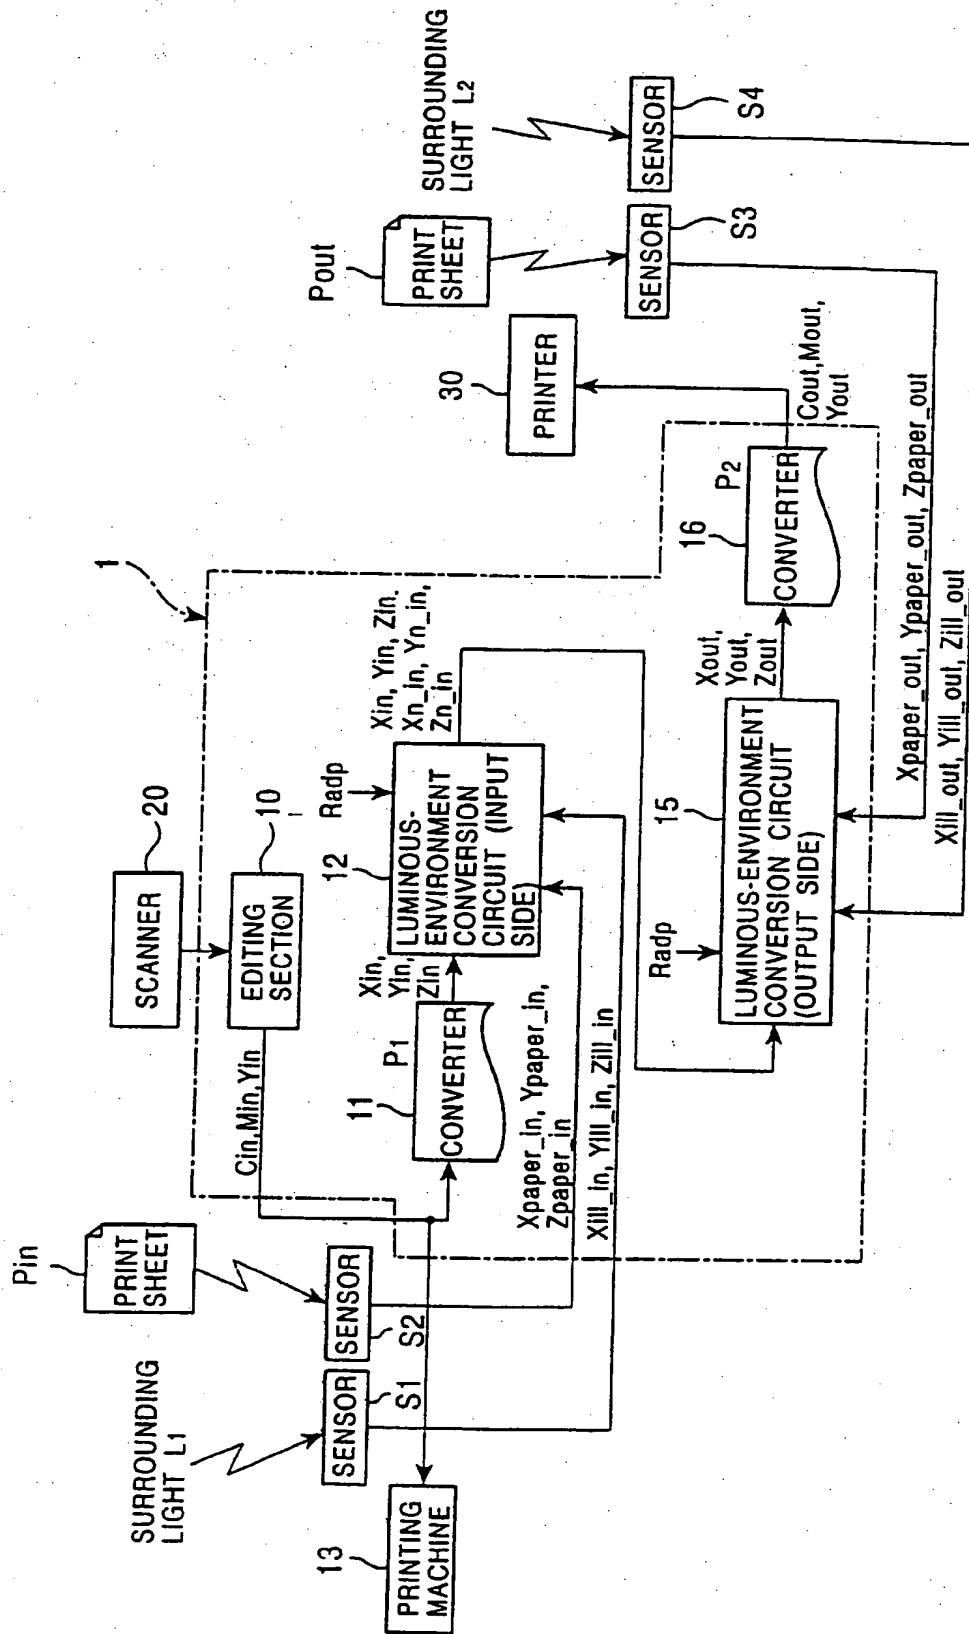 SURROUNDING
LIGHT L1
Pin
PRINT
SHEET
SENSOR
S1
SENSOR
S2
13
PRINTING
MACHINE
SCANNER
20
1
EDITING
SECTION
10
Cin,Min,Yin
11
P1
CONVERTER
Xin,
Yin,
Zin
12
Radp
LUMINOUS-
ENVIRONMENT
CONVERSION
CIRCUIT (INPUT
SIDE)
Xin, Yin, Zin.
Xn_in, Yn_in,
Zn_in
Xpaper_in, Ypaper_in,
Zpaper_in
Xill_in, Yill_in, Zill_in
Radp
15
LUMINOUS-ENVIRONMENT
CONVERSION CIRCUIT
(OUTPUT SIDE)
Xout,
Yout,
Zout
16
P2
CONVERTER
Cout,Mout,
Yout
30
PRINTER
Pout
PRINT
SHEET
SURROUNDING
LIGHT L2
SENSOR
S3
SENSOR
S4
Xpaper_out, Ypaper_out, Zpaper_out
Xill_out, Yill_out, Zill_out